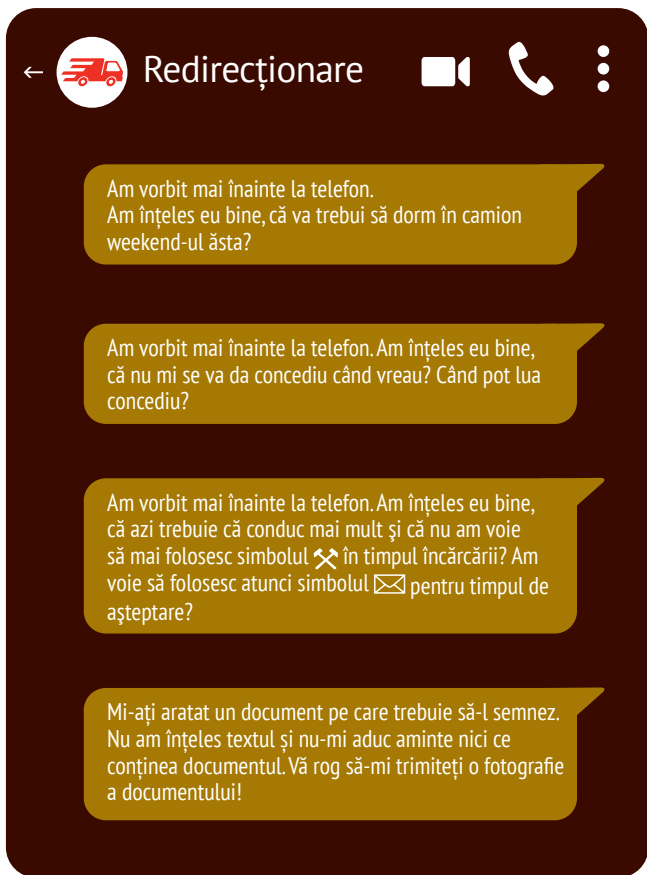 Redirecționare
Am vorbit mai înainte la telefon.
Am înțeles eu bine, că va trebui să dorm în camion
weekend-ul ăsta?
Am vorbit mai înainte la telefon. Am înțeles eu bine,
că nu mi se va da concediu când vreau? Când pot lua
concediu?
Am vorbit mai înainte la telefon. Am înțeles eu bine,
că azi trebuie că conduc mai mult şi că nu am voie
să mai folosesc simbolul în timpul încărcării? Am
voie să folosesc atunci simbolul pentru timpul de
aşteptare?
Mi-ați aratat un document pe care trebuie să-l semnez.
Nu am înțeles textul și nu-mi aduc aminte nici ce
conținea documentul. Vă rog să-mi trimiteți o fotografie
a documentului!